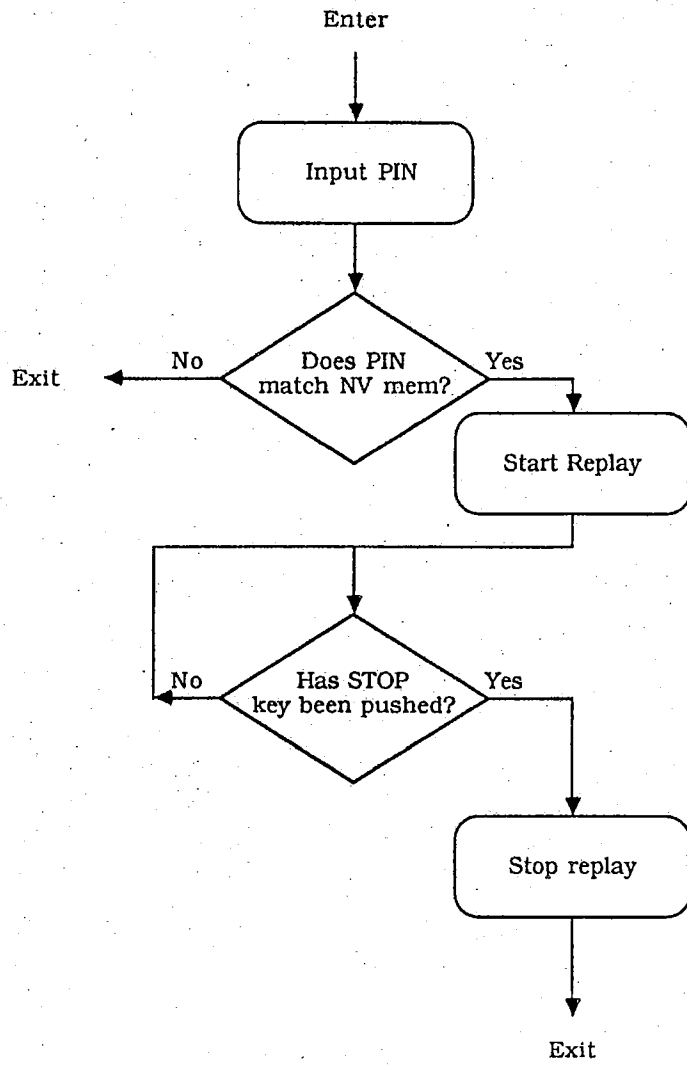 Enter
Input PIN
Does PIN
match NV mem?
No
Yes
Exit
Start Replay
Has STOP
key been pushed?
No
Yes
Stop replay
Exit